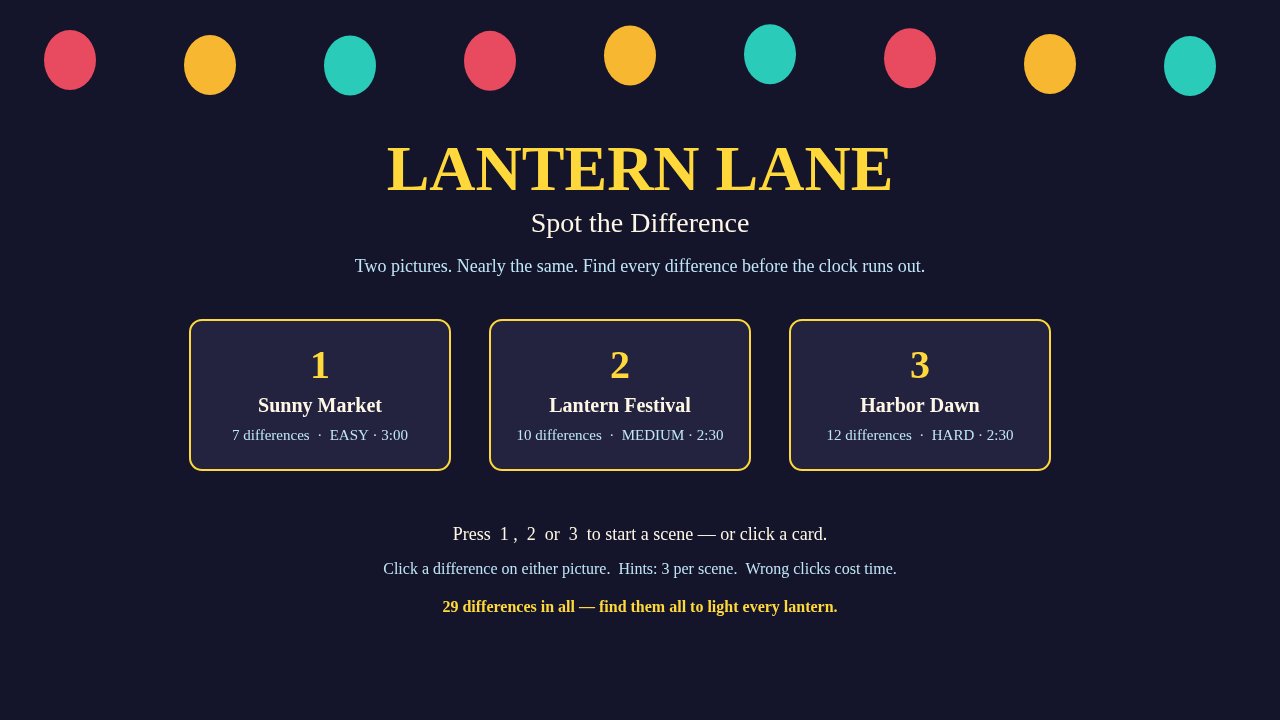 LANTERN LANE
Spot the Difference
Two pictures. Nearly the same. Find every difference before the clock runs out.
1
Sunny Market
7 differences · EASY · 3:00
2
Lantern Festival
10 differences · MEDIUM · 2:30
3
Harbor Dawn
12 differences · HARD · 2:30
Press 1 , 2 or 3 to start a scene — or click a card.
Click a difference on either picture. Hints: 3 per scene. Wrong clicks cost time.
29 differences in all — find them all to light every lantern.